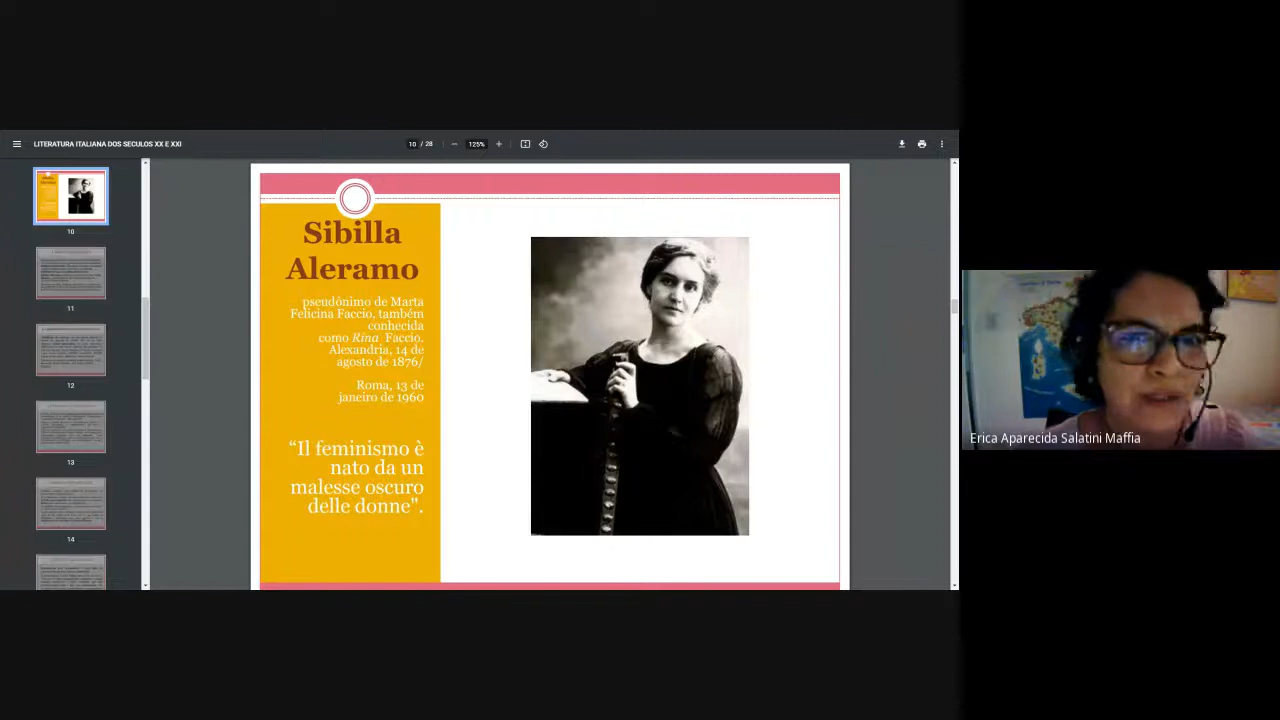 LITERATURA ITALIANA DOS SECULOS XX E XXI
10 / 28
125%
10
11
12
13
14
Sibilla
Aleramo
pseudônimo de Marta
Felicina Faccio, também
conhecida
como Rina Faccio.
Alexandria, 14 de
agosto de 1876/
Roma, 13 de
janeiro de 1960
“Il feminismo è
nato da un
malesse oscuro
delle donne".
Erica Aparecida Salatini Maffia